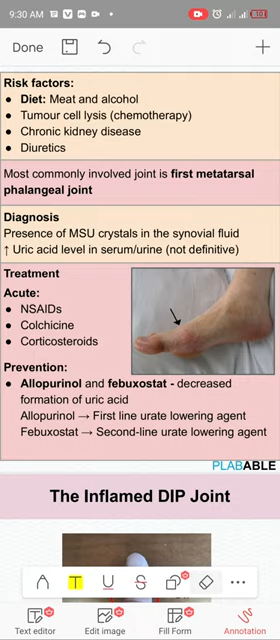 9:30 AM
Done
Risk factors:
● Diet: Meat and alcohol
● Tumour cell lysis (chemotherapy)
● Chronic kidney disease
● Diuretics
Most commonly involved joint is first metatarsal
phalangeal joint
Diagnosis
Presence of MSU crystals in the synovial fluid
↑ Uric acid level in serum/urine (not definitive)
Treatment
Acute:
● NSAIDs
● Colchicine
● Corticosteroids
Prevention:
● Allopurinol and febuxostat - decreased
formation of uric acid
Allopurinol → First line urate lowering agent
Febuxostat → Second-line urate lowering agent
PLABABLE
The Inflamed DIP Joint
T U S
Text editor Edit image Fill Form Annotation